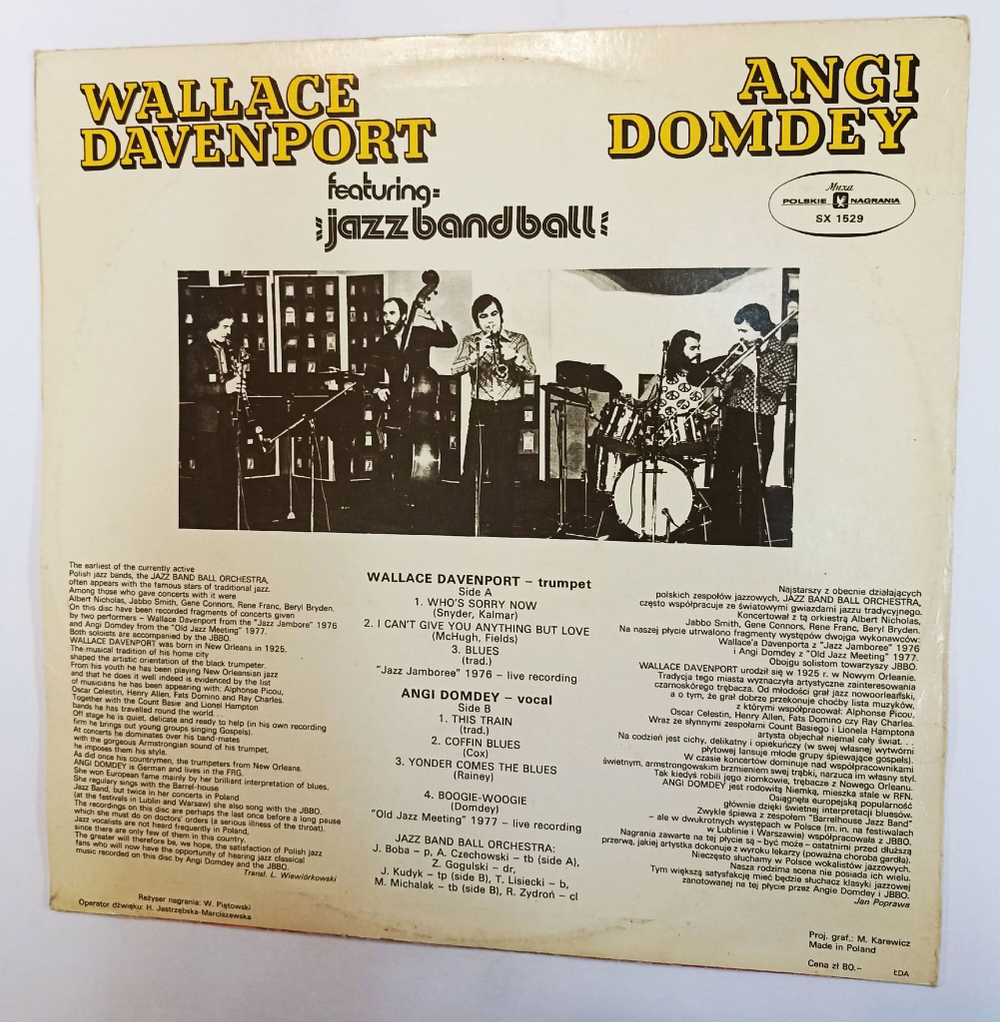 WALLACE
DAVENPORT
ANGI
DOMDEY
featuring:
jazz band ball
Muza
POLSKIE NAGRANIA
SX 1529
The earliest of the currently active
Polish jazz bands, the JAZZ BAND BALL ORCHESTRA,
often appears with the famous stars of traditional jazz.
Among those who gave concerts with it were
Albert Nicholas, Jabbo Smith, Gene Connors, Rene Franc, Beryl Bryden.
On this disc have been recorded fragments of concerts given
by two performers – Wallace Davenport from the "Jazz Jambore" 1976
and Angi Domdey from the "Old Jazz Meeting" 1977.
Both soloists are accompanied by the JBBO.
WALLACE DAVENPORT was born in New Orleans in 1925.
The musical tradition of his home city
shaped the artistic orientation of the black trumpeter.
From his youth he has been playing New Orleansian jazz
and that he does it well indeed is evidenced by the list
of musicians he has been appearing with: Alphonse Picou,
Oscar Celestin, Henry Allen, Fats Domino and Ray Charles.
Together with the Count Basie and Lionel Hampton
bands he has travelled round the world. . .
Off stage he is quiet, delicate and ready to help (in his own recording
firm he brings out young groups singing Gospels).
At concerts he dominates over his band-mates
with the gorgeous Armstrongian sound of his trumpet,
he imposes them his style.
As did once his countrymen, the trumpeters from New Orleans.
ANGI DOMDEY is German and lives in the FRG.
She won European fame mainly by her brilliant interpretation of blues.
She regulary sings with the Barrel-house
Jazz Band, but twice in her concerts in Poland
(at the festivals in Lublin and Warsaw) she also song with the JBBO.
The recordings on this disc are perhaps the last once before a long pause
which she must do on doctors' orders (a serious illness of the throat).
Jazz vocalists are not heard frequently in Poland,
since there are only few of them in this country.
The greater will therefore be, we hope, the satisfaction of Polish jazz
fans who will now have the opportunity of hearing jazz classical
music recorded on this disc by Angi Domdey and the JBBO.
Transl. L. Wiewiórkowski
Reżyser nagrania: W. Piętowski
Operator dźwięku: H. Jastrzębska-Marciszewska
WALLACE DAVENPORT – trumpet
Side A
1. WHO'S SORRY NOW
(Snyder, Kalmar)
2. I CAN'T GIVE YOU ANYTHING BUT LOVE
(McHugh, Fields)
3. BLUES
(trad.)
"Jazz Jamboree" 1976 – live recording
ANGI DOMDEY – vocal
Side B
1. THIS TRAIN
(trad.)
2. COFFIN BLUES
(Cox)
3. YONDER COMES THE BLUES
(Rainey)
4. BOOGIE-WOOGIE
(Domdey)
"Old Jazz Meeting" 1977 – live recording
JAZZ BAND BALL ORCHESTRA:
J. Boba – p, A. Czechowski – tb (side A),
Z. Gogulski – dr,
J. Kudyk – tp (side B), T. Lisiecki – b,
M. Michalak – tb (side B), R. Zydroń – cl
Najstarszy z obecnie działających
polskich zespołów jazzowych, JAZZ BAND BALL ORCHESTRA,
często współpracuje ze światowymi gwiazdami jazzu tradycyjnego.
Koncertował z tą orkiestrą Albert Nicholas,
Jabbo Smith, Gene Connors, Rene Franc, Beryl Bryden.
Na naszej płycie utrwalono fragmenty występów dwojga wykonawców:
Wallace'a Davenporta z "Jazz Jamboree" 1976
i Angi Domdey z "Old Jazz Meeting" 1977.
Obojgu solistom towarzyszy JBBO.
WALLACE DAVENPORT urodził się w 1925 r. w Nowym Orleanie.
Tradycja tego miasta wyznaczyła artystyczne zainteresowania
czarnoskórego trębacza. Od młodości grał jazz nowoorleański,
a o tym, że grał dobrze przekonuje choćby lista muzyków,
z którymi współpracował: Alphonse Picou,
Oscar Celestin, Henry Allen, Fats Domino czy Ray Charles.
Wraz ze słynnymi zespołami Count Basiego i Lionela Hamptona
artysta objechał niemal cały świat. . .
Na codzień jest cichy, delikatny i opiekuńczy (w swej własnej wytwórni
płytowej lansuje młode grupy śpiewające gospels).
W czasie koncertów dominuje nad współpracownikami
świetnym, armstrongowskim brzmieniem swej trąbki, narzuca im własny styl.
Tak kiedyś robili jego ziomkowie, trębacze z Nowego Orleanu.
ANGI DOMDEY jest rodowitą Niemką, mieszka stale w RFN.
Osiągnęła europejską popularność
głównie dzięki świetnej interpretacji bluesów.
Zwykle śpiewa z zespołem "Barrelhouse Jazz Band"
– ale w dwukrotnych występach w Polsce (m. in. na festiwalach
w Lublinie i Warszawie) współpracowała z JBBO.
Nagrania zawarte na tej płycie są – być może – ostatnimi przed dłuższą
przerwą, jakiej artystka dokonuje z wyroku lekarzy (poważna choroba gardła).
Nieczęsto słuchamy w Polsce wokalistów jazzowych.
Nasza rodzima scena nie posiada ich wielu.
Tym większą satysfakcję mieć będzie słuchacz klasyki jazzowej
zanotowanej na tej płycie przez Angie Domdey i JBBO.
Jan Poprawa
Proj. graf.: M. Karewicz
Made in Poland
Cena zł 80.–
ŁDA